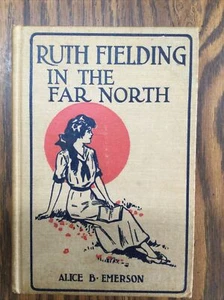 RUTH FIELDING
IN THE
FAR NORTH
ALICE B. EMERSON